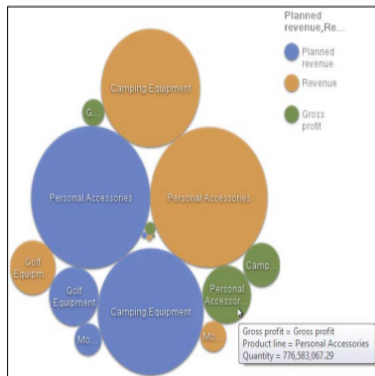 Planned
revenue,Re...
Planned
revenue
Revenue
Gross
profit
Camping Equipment
G...
Personal Accessories
Personal Accessories
Golf
Equipm...
Golf
Equipment
Camping Equipment
Camp...
Personal
Accessor...
Mo...
Mo...
Gross profit = Gross profit
Product line = Personal Accessories
Quantity = 776,583,067.29